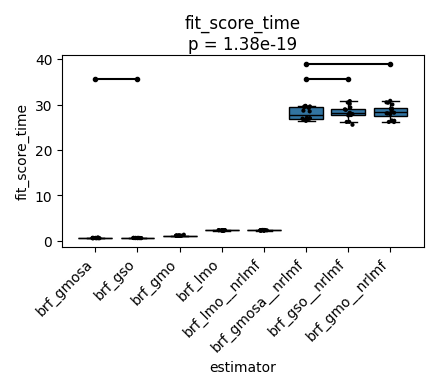 fit_score_time
p = 1.38e-19
fit_score_time
40
30
20
10
0
brf_gmosa
brf_gso
brf_gmo
brf_lmo
brf_lmo__nrlmf
brf_gmosa__nrlmf
brf_gso__nrlmf
brf_gmo__nrlmf
estimator